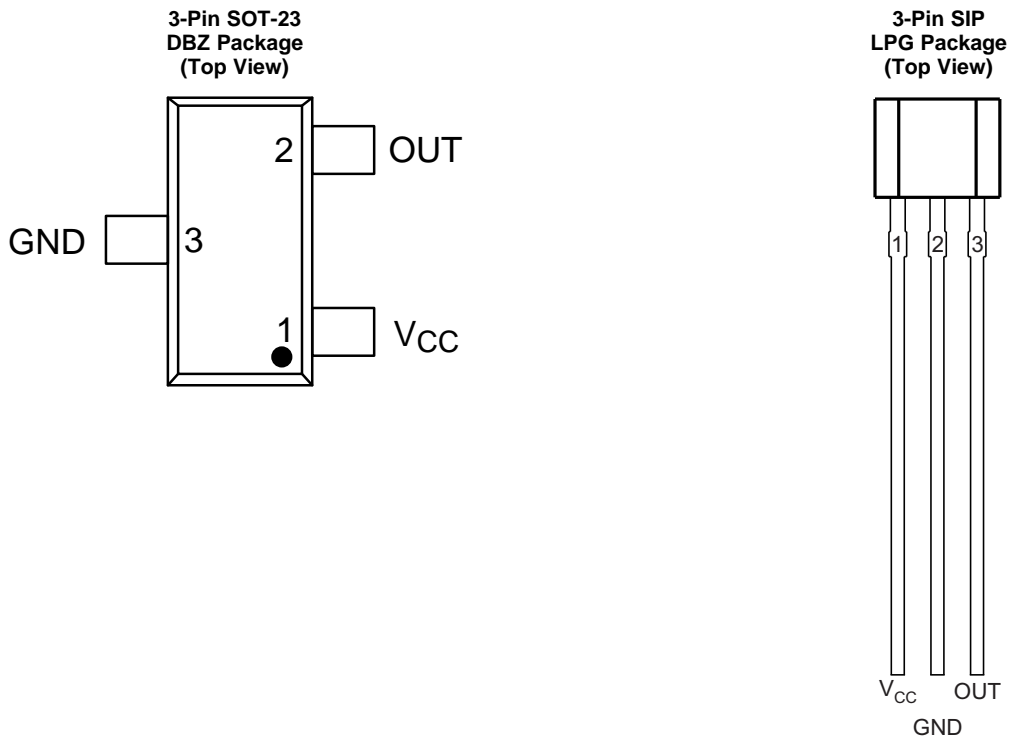 3-Pin SOT-23
DBZ Package
(Top View)
2
OUT
GND
3
1
VCC
3-Pin SIP
LPG Package
(Top View)
1 2 3
VCC OUT
GND